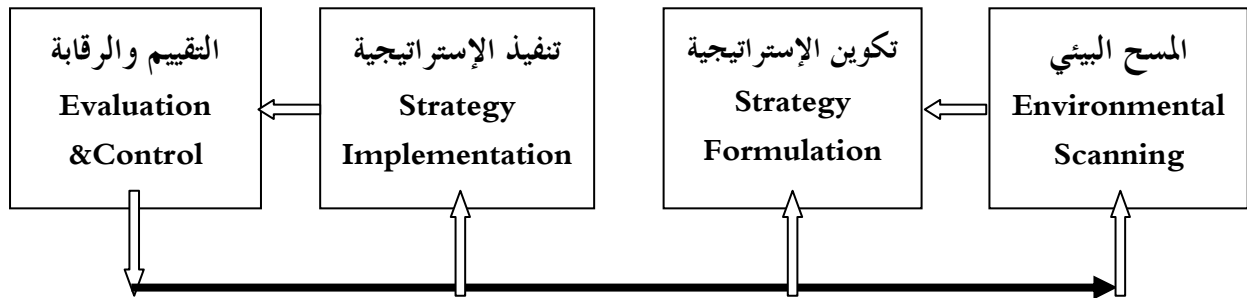 المسح البيئي
Environmental
Scanning
تكوين الإستراتيجية
Strategy
Formulation
تنفيذ الإستراتيجية
Strategy
Implementation
التقييم والرقابة
Evaluation
&Control